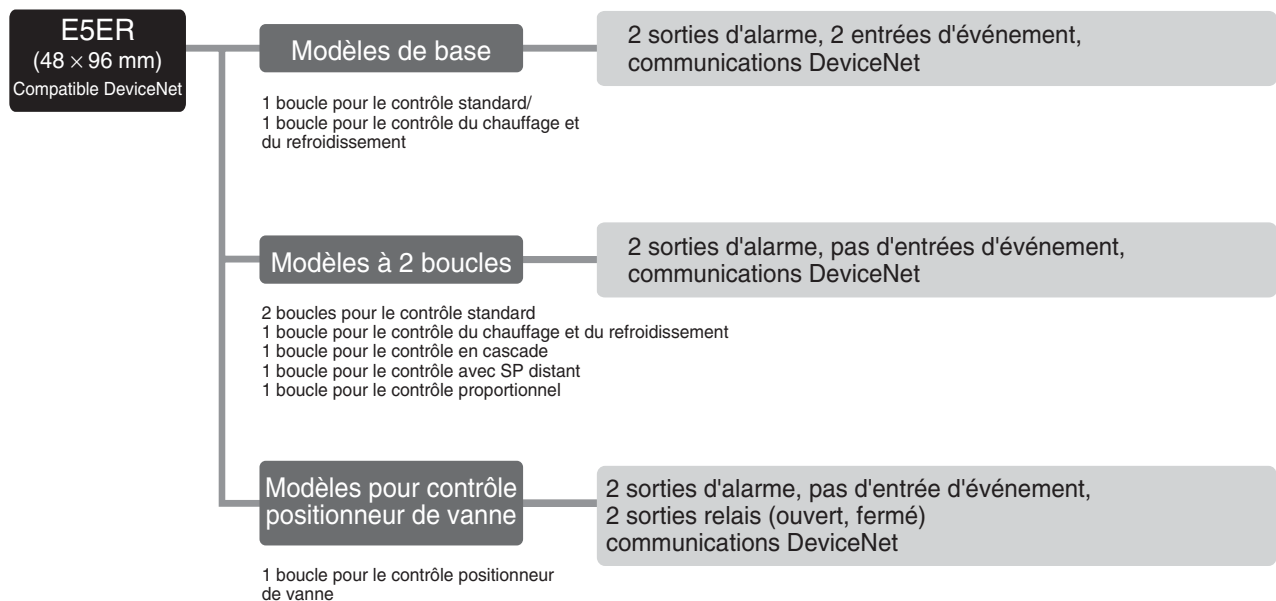 E5ER
(48 × 96 mm)
Compatible DeviceNet
Modèles de base
2 sorties d'alarme, 2 entrées d'événement,
communications DeviceNet
1 boucle pour le contrôle standard/
1 boucle pour le contrôle du chauffage et
du refroidissement
Modèles à 2 boucles
2 sorties d'alarme, pas d'entrées d'événement,
communications DeviceNet
2 boucles pour le contrôle standard
1 boucle pour le contrôle du chauffage et du refroidissement
1 boucle pour le contrôle en cascade
1 boucle pour le contrôle avec SP distant
1 boucle pour le contrôle proportionnel
Modèles pour contrôle
positionneur de vanne
2 sorties d'alarme, pas d'entrée d'événement,
2 sorties relais (ouvert, fermé)
communications DeviceNet
1 boucle pour le contrôle positionneur
de vanne